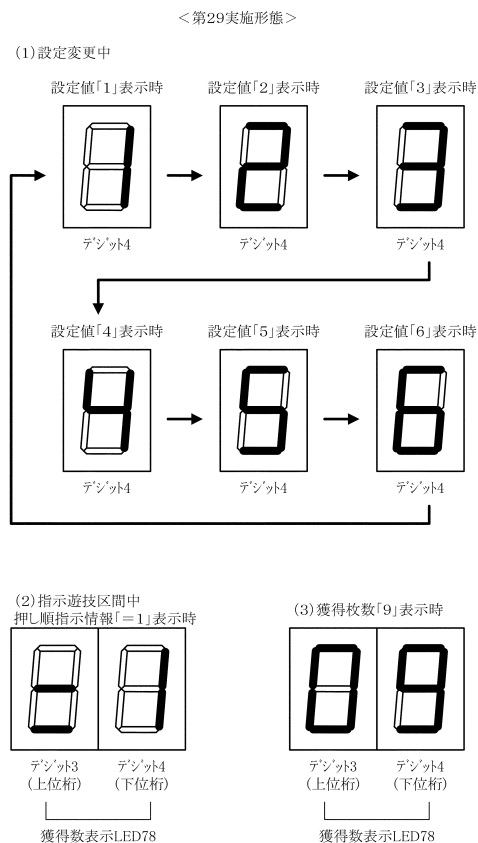 ＜第29実施形態＞
(1)設定変更中
設定値「1」表示時 設定値「2」表示時 設定値「3」表示時
デジット4 デジット4 デジット4
設定値「4」表示時 設定値「5」表示時 設定値「6」表示時
デジット4 デジット4 デジット4
(2)指示遊技区間中
押し順指示情報「＝1」表示時
(3)獲得枚数「9」表示時
デジット3 デジット4 デジット3 デジット4
(上位桁) (下位桁) (上位桁) (下位桁)
獲得数表示LED78 獲得数表示LED78